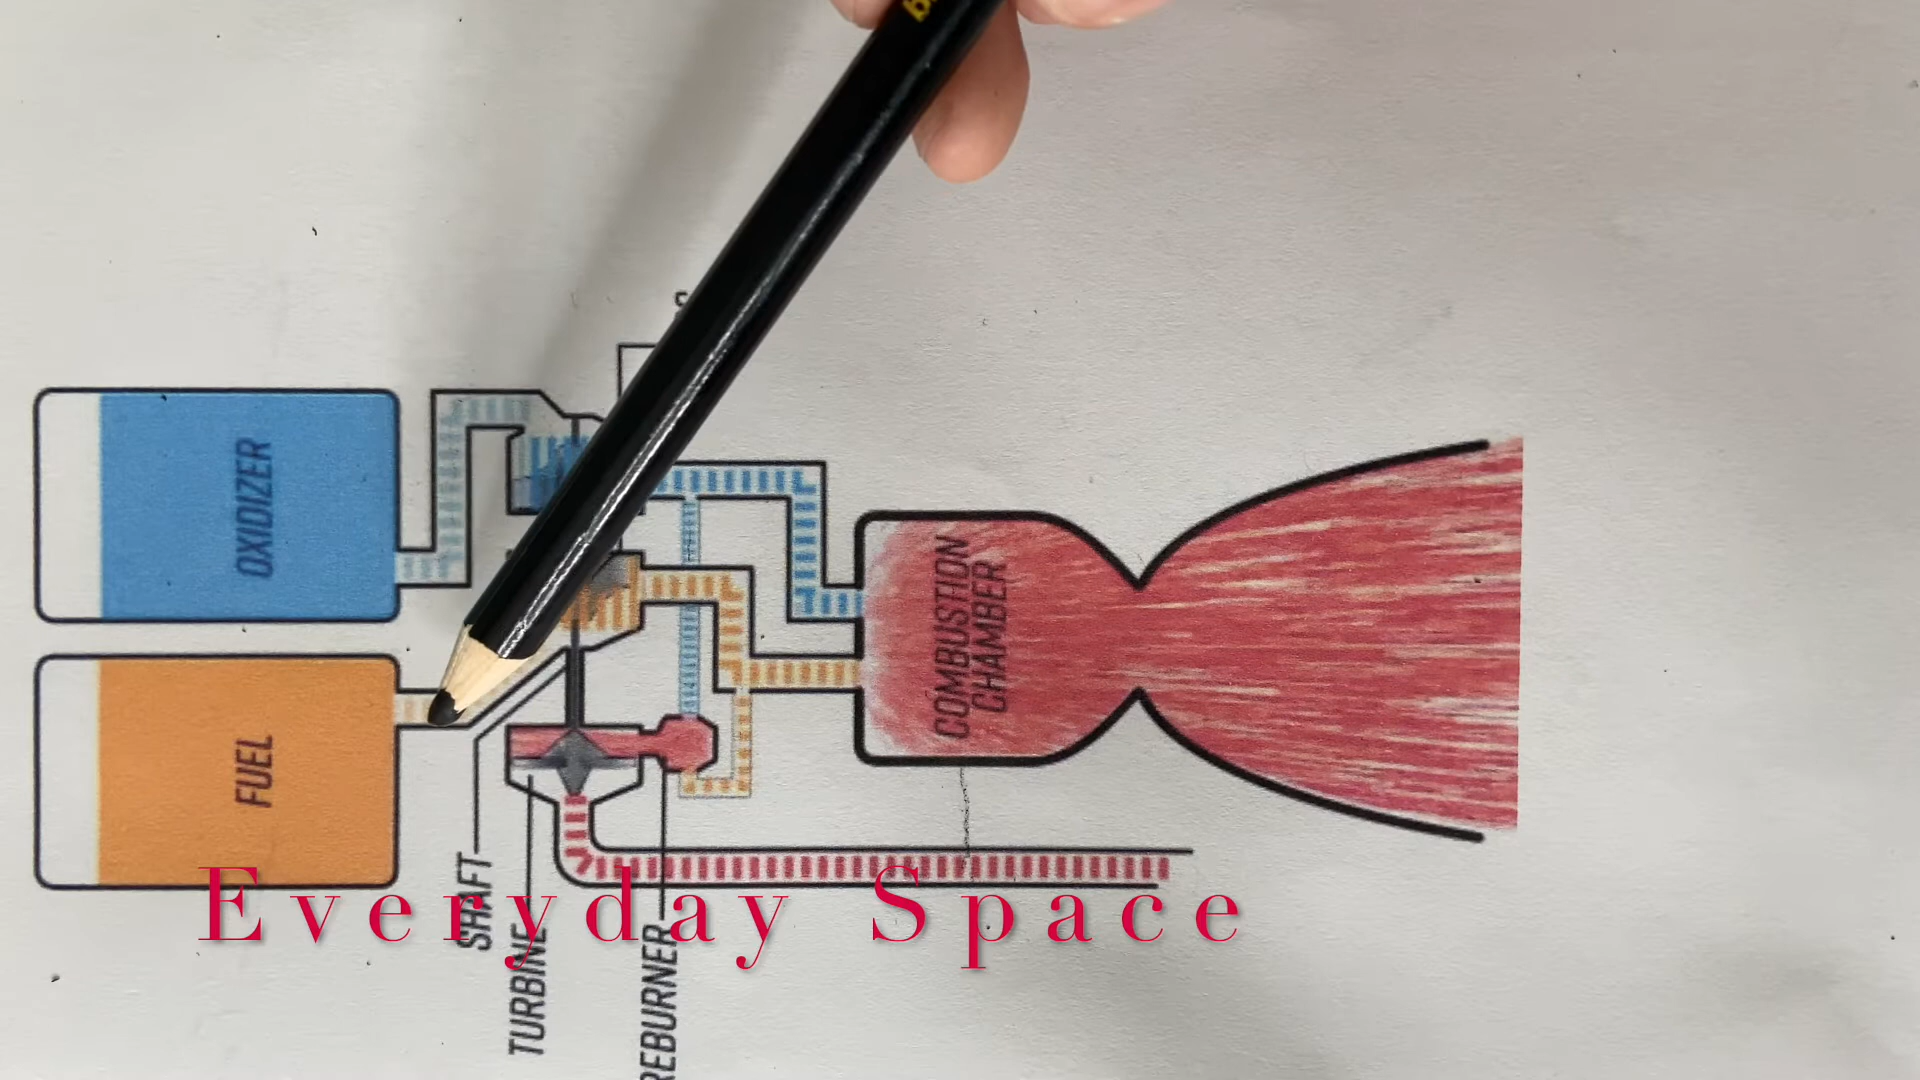 OXIDIZER
FUEL
COMBUSTION
CHAMBER
SHAFT
TURBINE
REBURNER
Everyday Space